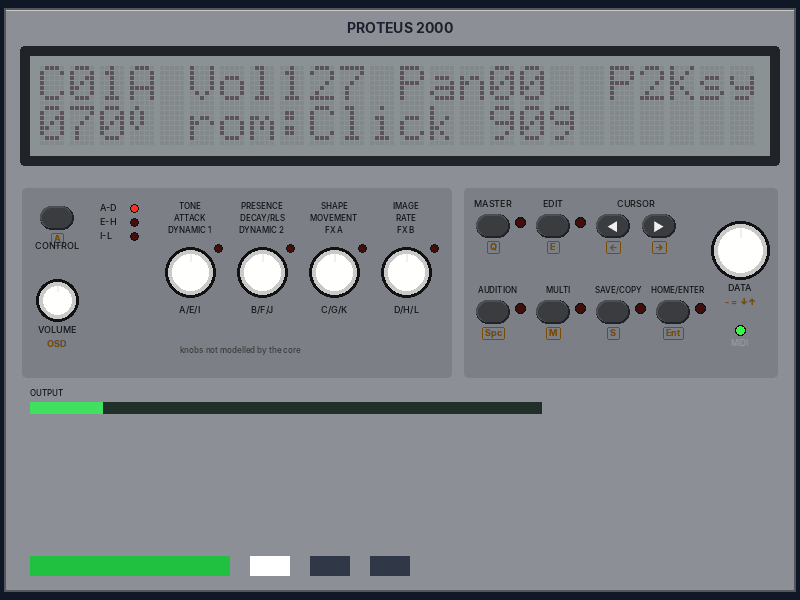 PROTEUS 2000
C01A Vol127 Pan00 P2Ksy
070⁰ rom:Click 909
A-D
E-H
I-L
A
CONTROL
VOLUME
OSD
TONE PRESENCE SHAPE IMAGE
ATTACK DECAY/RLS MOVEMENT RATE
DYNAMIC 1 DYNAMIC 2 FX A FX B
A/E/I B/F/J C/G/K D/H/L
knobs not modelled by the core
MASTER EDIT CURSOR
◀ ▶
Q E ← →
AUDITION MULTI SAVE/COPY HOME/ENTER
Spc M S Ent
DATA
- = ↓ ↑
MIDI
OUTPUT